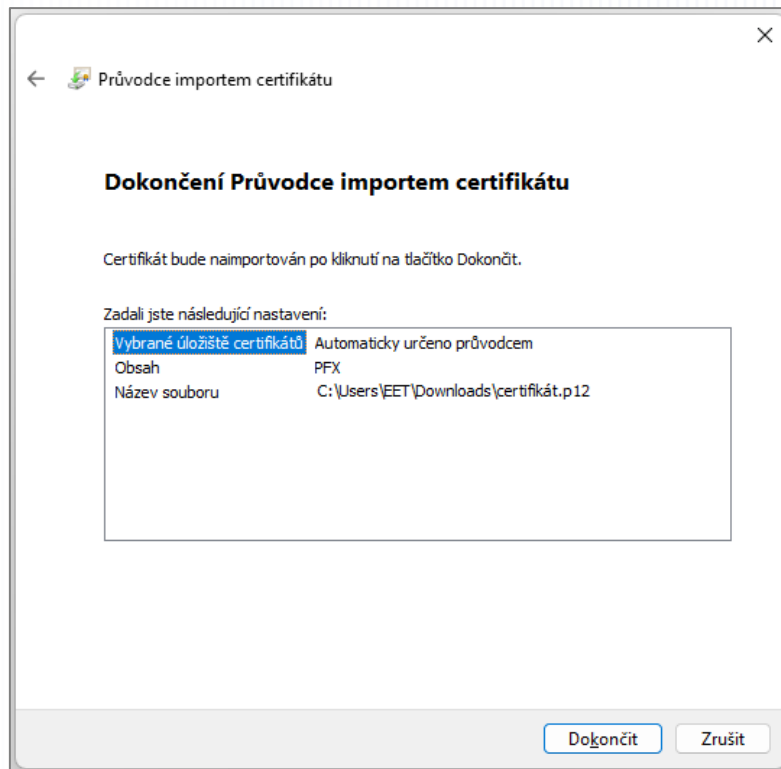 Průvodce importem certifikátu
Dokončení Průvodce importem certifikátu
Certifikát bude naimportován po kliknutí na tlačítko Dokončit.
Zadali jste následující nastavení:
Vybrané úložiště certifikátů Automaticky určeno průvodcem
Obsah PFX
Název souboru C:\Users\EET\Downloads\certifikát.p12
Dokončit Zrušit